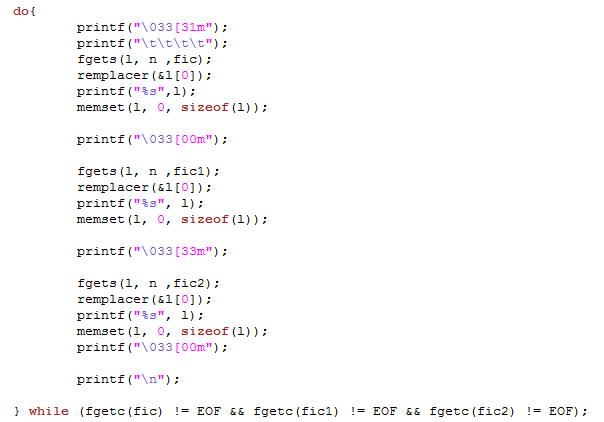 do{
printf("\033[31m");
printf("\t\t\t\t");
fgets(l, n ,fic);
remplacer(&l[0]);
printf("%s",l);
memset(l, 0, sizeof(l));
printf("\033[00m");
fgets(l, n ,fic1);
remplacer(&l[0]);
printf("%s", l);
memset(l, 0, sizeof(l));
printf("\033[33m");
fgets(l, n ,fic2);
remplacer(&l[0]);
printf("%s", l);
memset(l, 0, sizeof(l));
printf("\033[00m");
printf("\n");
} while (fgetc(fic) != EOF && fgetc(fic1) != EOF && fgetc(fic2) != EOF);